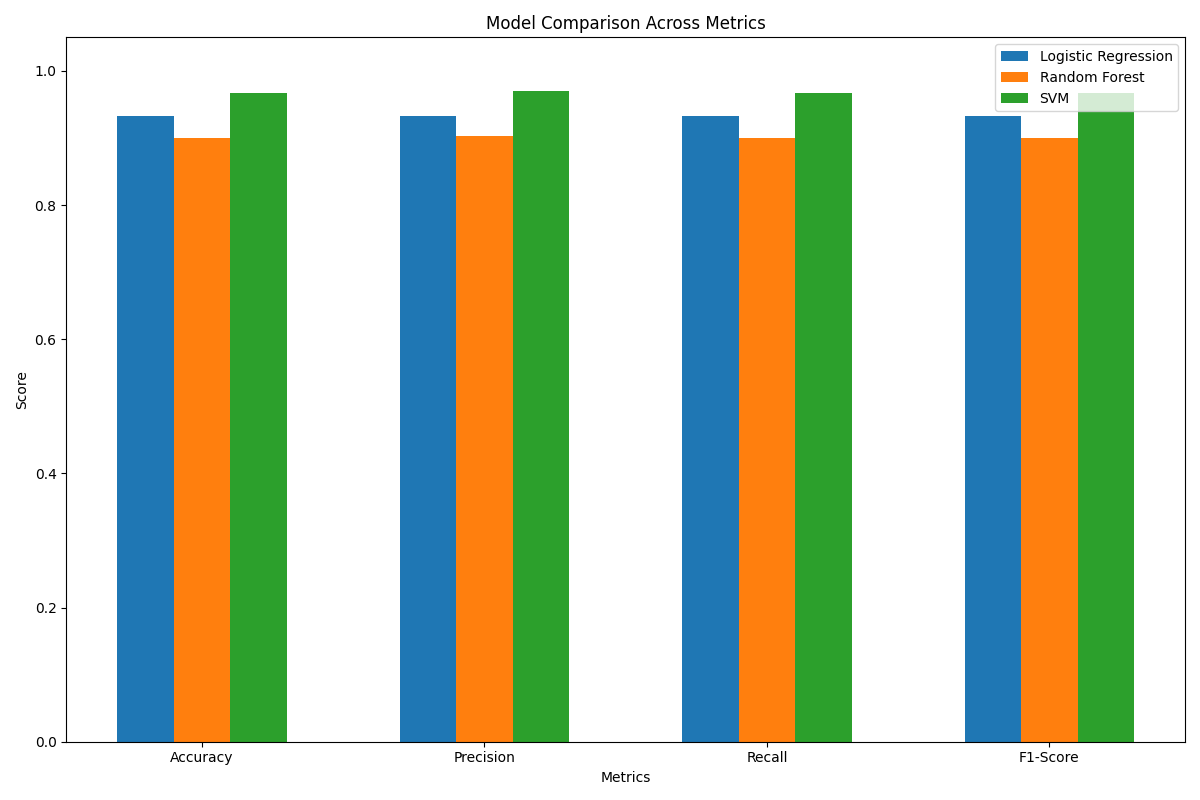 Model Comparison Across Metrics
Logistic Regression
Random Forest
SVM
1.0
0.8
0.6
0.4
0.2
0.0
Score
Accuracy
Precision
Recall
F1-Score
Metrics